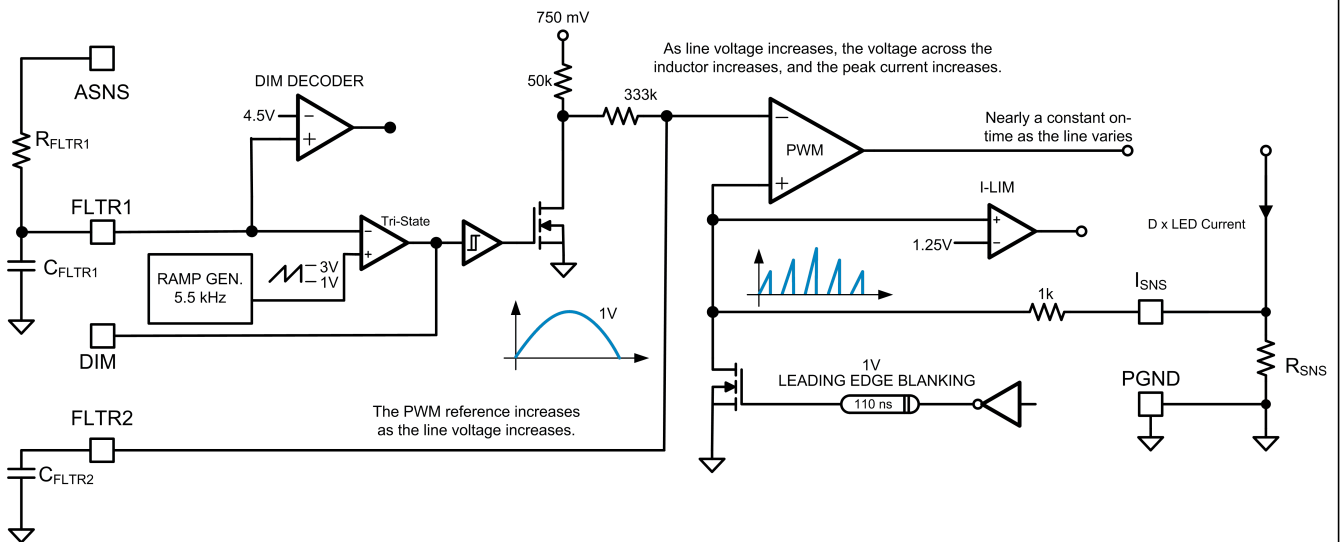 750 mV
As line voltage increases, the voltage across the
inductor increases, and the peak current increases.
ASNS
DIM DECODER
50k
333k
4.5V
−
+
RFLTR1
−
PWM
+
Nearly a constant on-
time as the line varies
I-LIM
FLTR1
Tri-State
−
+
+
−
1.25V
D x LED Current
CFLTR1
RAMP GEN.
5.5 kHz
3V
1V
1k
ISNS
DIM
1V
1V
LEADING EDGE BLANKING
110 ns
PGND
RSNS
FLTR2
The PWM reference increases
as the line voltage increases.
CFLTR2